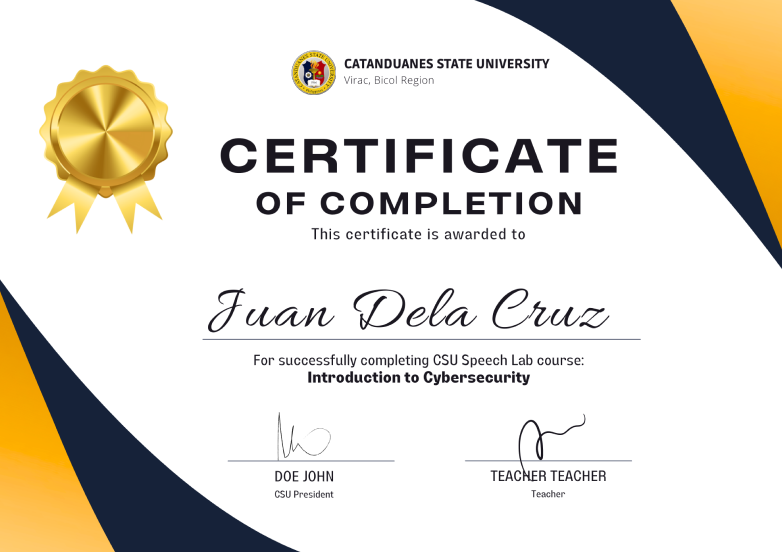 CATANDUANES STATE UNIVERSITY
Virac, Bicol Region
CERTIFICATE
OF COMPLETION
This certificate is awarded to
Juan Dela Cruz
For successfully completing CSU Speech Lab course:
Introduction to Cybersecurity
DOE JOHN
CSU President
TEACHER TEACHER
Teacher